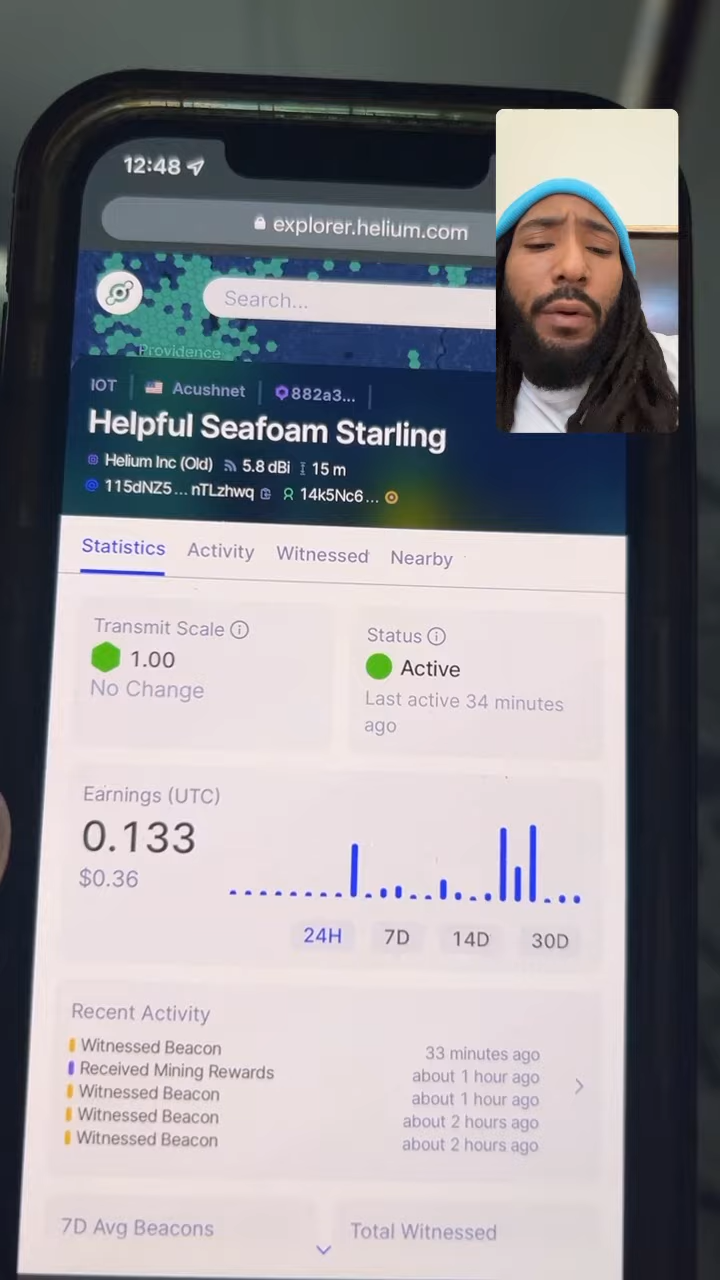 12:48
explorer.helium.com
Search...
Providence
IOT | Acushnet | 882a3... |
Helpful Seafoam Starling
Helium Inc (Old) 5.8 dBi 15 m
115dNZ5... nTLzhwq 14k5Nc6...
Statistics Activity Witnessed Nearby
Transmit Scale
1.00
No Change
Status
Active
Last active 34 minutes
ago
Earnings (UTC)
0.133
$0.36
24H 7D 14D 30D
Recent Activity
Witnessed Beacon 33 minutes ago
Received Mining Rewards about 1 hour ago
Witnessed Beacon about 1 hour ago
Witnessed Beacon about 2 hours ago
Witnessed Beacon about 2 hours ago
7D Avg Beacons
Total Witnessed